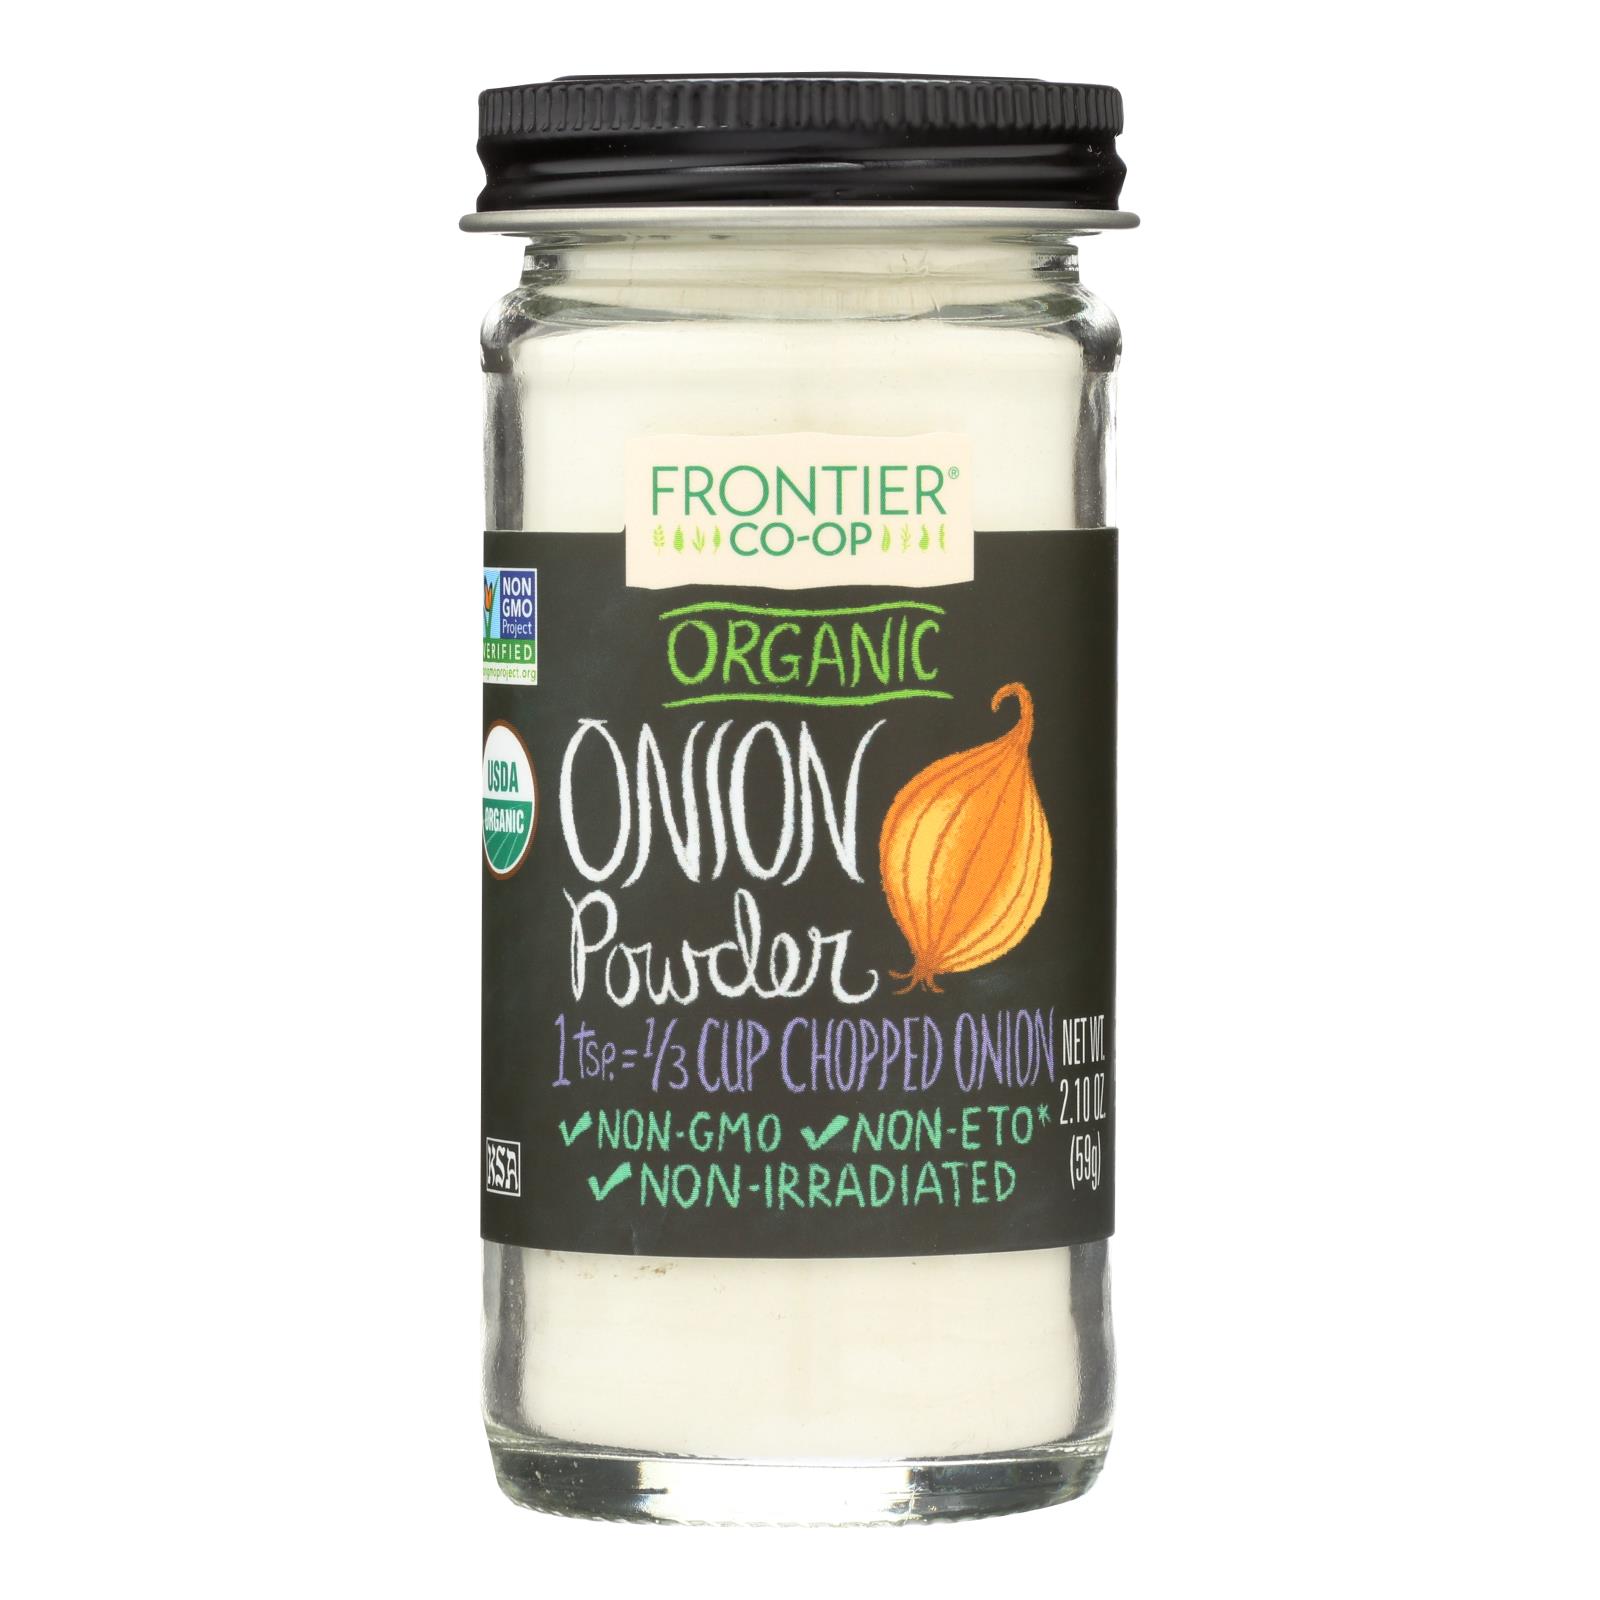 FRONTIER®
CO-OP
NON
GMO
Project
VERIFIED
ORGANIC
USDA
ORGANIC
ONION
Powder
1 tsp. = 1/3 CUP CHOPPED ONION
NET WT.
2.10 OZ.
(59g)
✓NON-GMO ✓NON-ETO*
✓NON-IRRADIATED
KSA